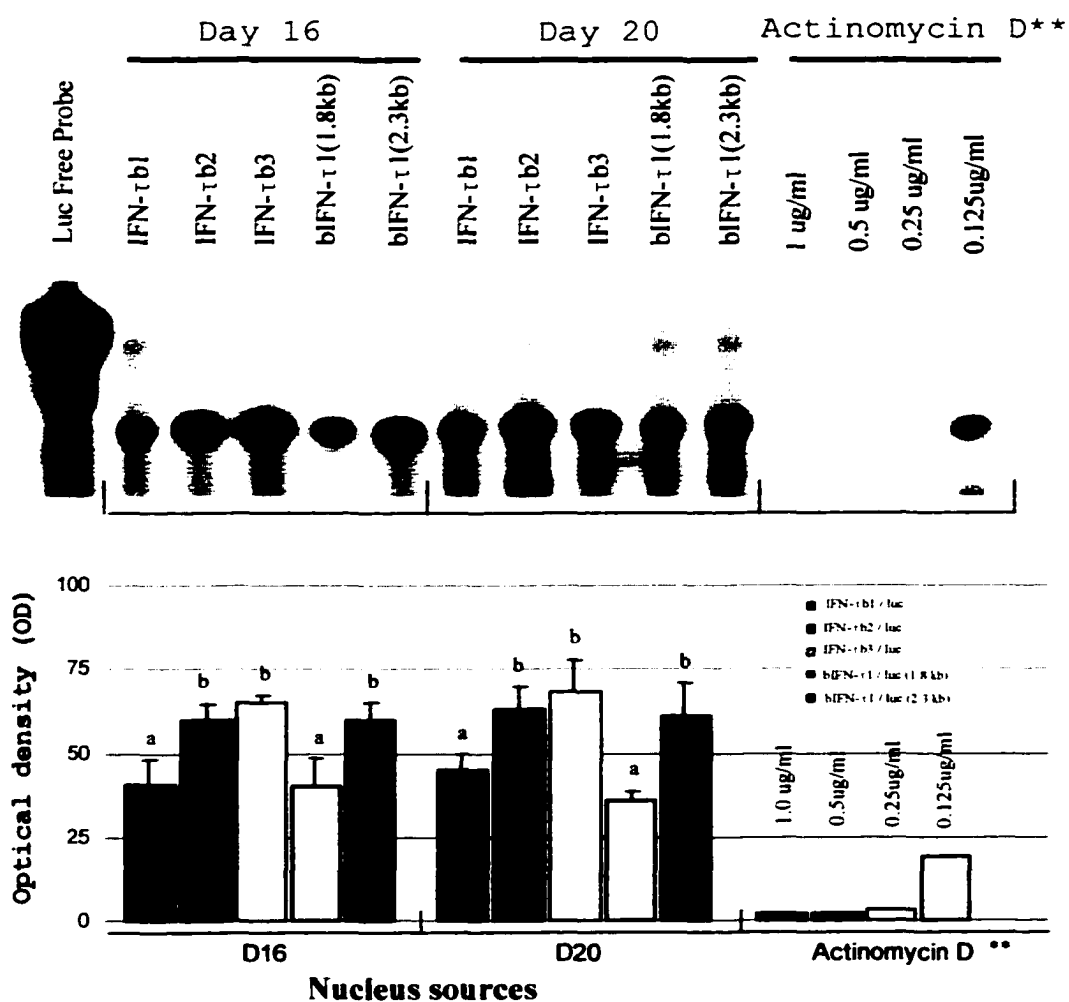 Day 16
Day 20
Actinomycin D**
Luc Free Probe
IFN-τb1
IFN-τb2
IFN-τb3
bIFN-τ1(1.8kb)
bIFN-τ1(2.3kb)
IFN-τb1
IFN-τb2
IFN-τb3
bIFN-τ1(1.8kb)
bIFN-τ1(2.3kb)
1 ug/ml
0.5 ug/ml
0.25 ug/ml
0.125ug/ml
Optical density (OD)
100
75
50
25
0
a
b
b
a
b
a
b
b
a
b
IFN-τb1 / luc
IFN-τb2 / luc
IFN-τb3 / luc
bIFN-τ1 / luc (1.8 kb)
bIFN-τ1 / luc (2.3 kb)
1.0 ug/ml
0.5ug/ml
0.25ug/ml
0.125ug/ml
D16
D20
Actinomycin D **
Nucleus sources